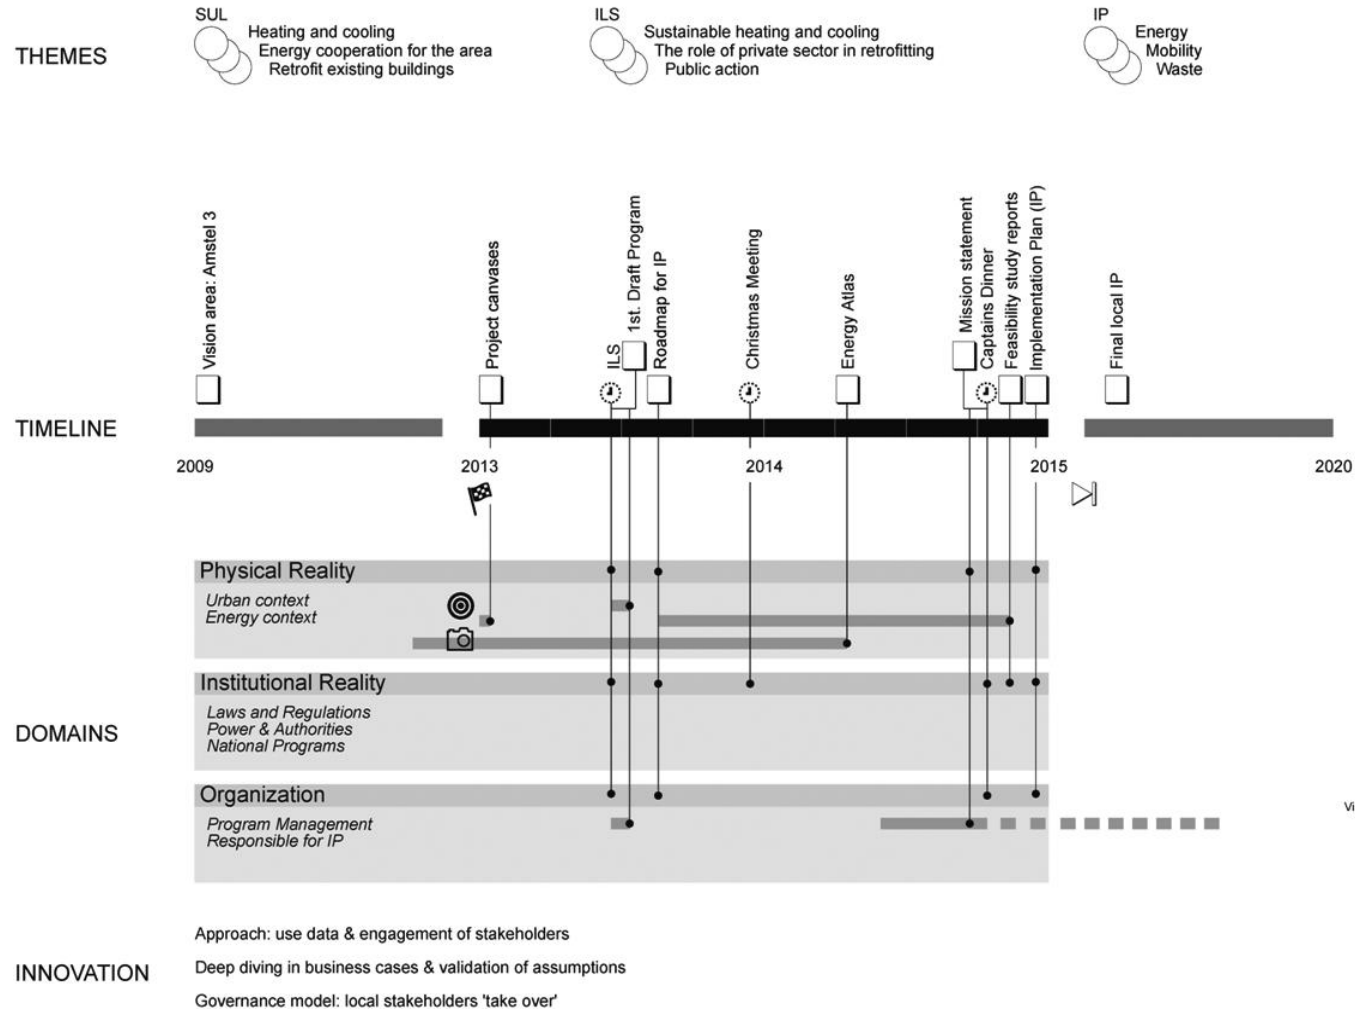 THEMES
SUL
Heating and cooling
Energy cooperation for the area
Retrofit existing buildings
ILS
Sustainable heating and cooling
The role of private sector in retrofitting
Public action
IP
Energy
Mobility
Waste
Vision area: Amstel 3
Project canvases
ILS
1st. Draft Program
Roadmap for IP
Christmas Meeting
Energy Atlas
Mission statement
Captains Dinner
Feasibility study reports
Implementation Plan (IP)
Final local IP
TIMELINE
2009
2013
2014
2015
2020
DOMAINS
Physical Reality
Urban context
Energy context
Institutional Reality
Laws and Regulations
Power & Authorities
National Programs
Organization
Program Management
Responsible for IP
Vi
INNOVATION
Approach: use data & engagement of stakeholders
Deep diving in business cases & validation of assumptions
Governance model: local stakeholders 'take over'